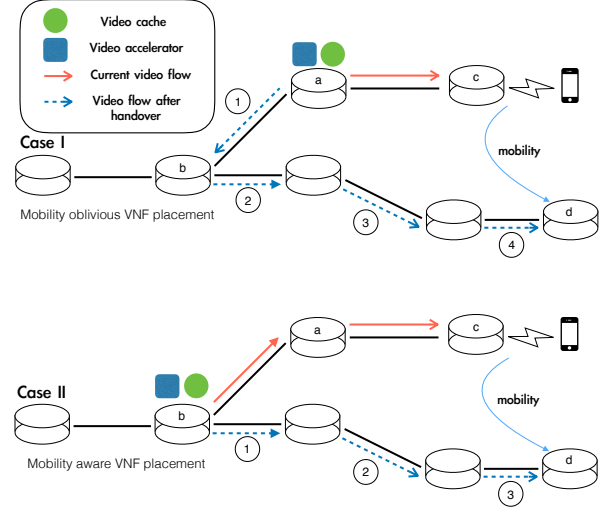 Video cache
Video accelerator
Current video flow
Video flow after
handover
a
c
1
Case I
mobility
b
2
Mobility oblivious VNF placement
3
d
4
a
c
Case II
b
mobility
1
Mobility aware VNF placement
2
d
3